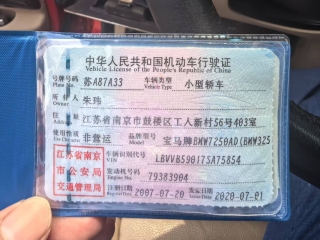 中华人民共和国机动车行驶证
Vehicle License of the People's Republic of China
号牌号码 苏A87A33 车辆类型 小型轿车
Plate No. Vehicle Type
所有人 朱玮
Owner
住址 江苏省南京市鼓楼区工人新村56号403室
Address
使用性质 非营运 品牌型号 宝马牌BMW7250AD(BMW325
Use Character Model
江苏省南京 车辆识别代号 LBVVB59017SA75854
VIN
市公安局 发动机号码 79383904
Engine No.
交通管理局 注册日期 2007-07-20 发证日期 2020-07-01
Register Date Issue Date